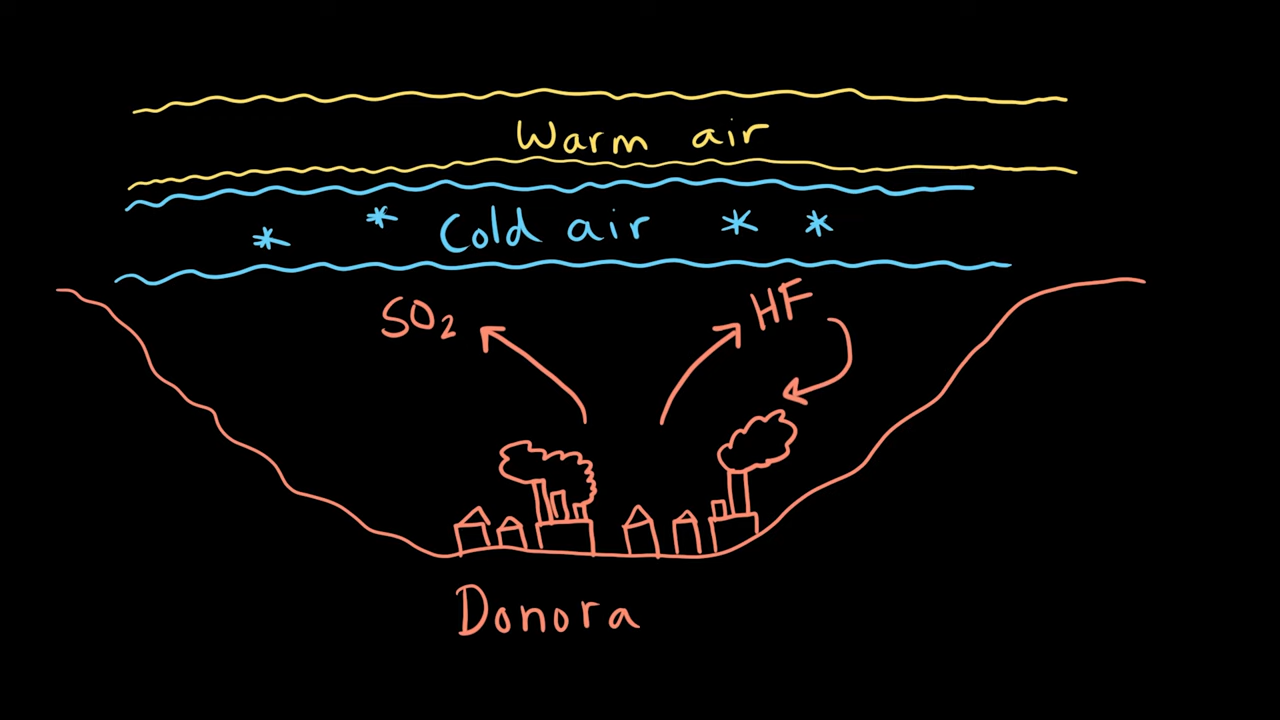 Warm air
* * Cold air * *
SO₂
HF
Donora